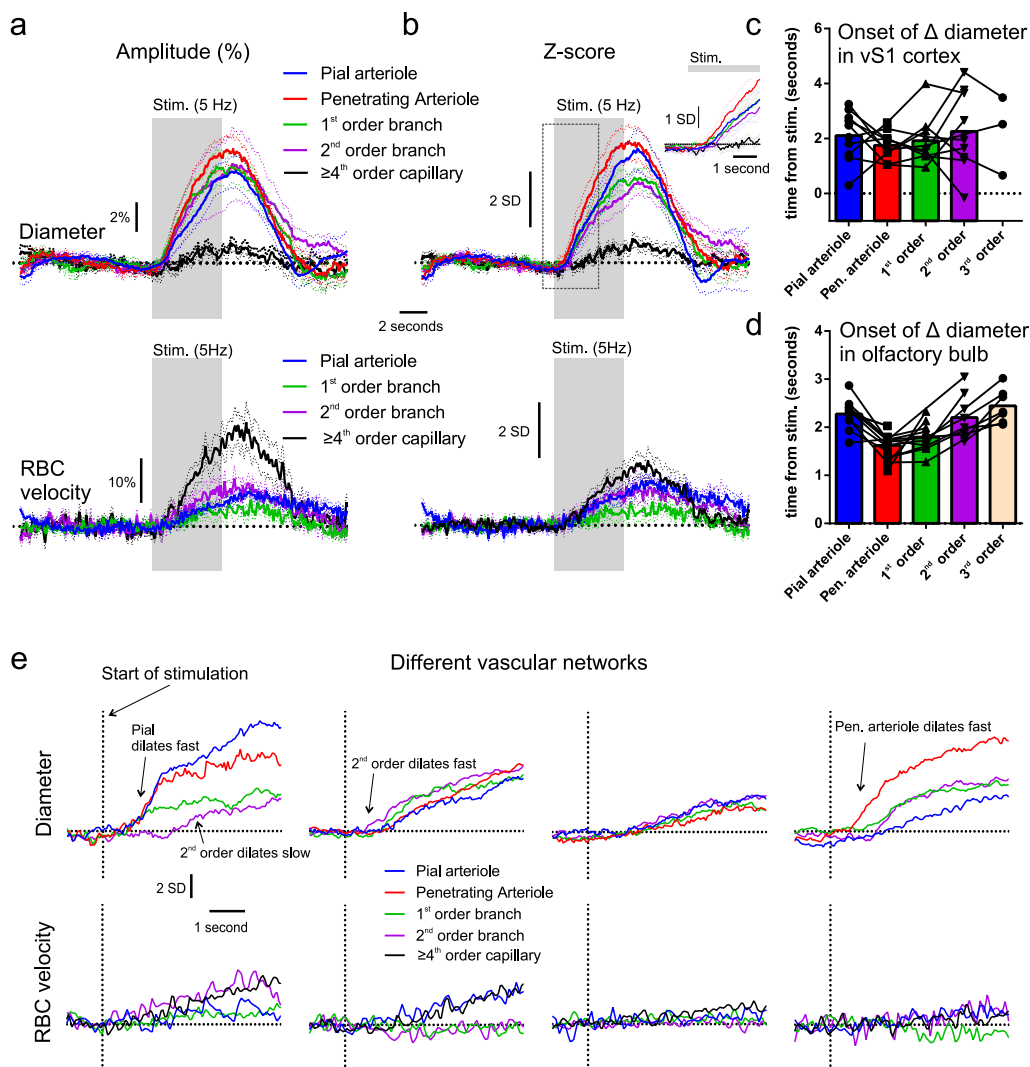 a
Amplitude (%)
Pial arteriole
Penetrating Arteriole
1st order branch
2nd order branch
≥4th order capillary
Stim. (5 Hz)
2%
Diameter
2 seconds
Stim. (5Hz)
Pial arteriole
1st order branch
2nd order branch
≥4th order capillary
RBC
velocity
10%
b
Z-score
Stim. (5 Hz)
2 SD
Stim.
1 SD
1 second
Stim. (5Hz)
2 SD
c
Onset of Δ diameter
in vS1 cortex
time from stim. (seconds)
6
4
2
0
Pial arteriole
Pen. arteriole
1st order
2nd order
3rd order
d
Onset of Δ diameter
in olfactory bulb
time from stim. (seconds)
4
3
2
1
0
Pial arteriole
Pen. arteriole
1st order
2nd order
3rd order
e
Different vascular networks
Start of stimulation
Diameter
Pial
dilates fast
2nd order dilates slow
2nd order dilates fast
Pen. arteriole dilates fast
2 SD
1 second
Pial arteriole
Penetrating Arteriole
1st order branch
2nd order branch
≥4th order capillary
RBC velocity